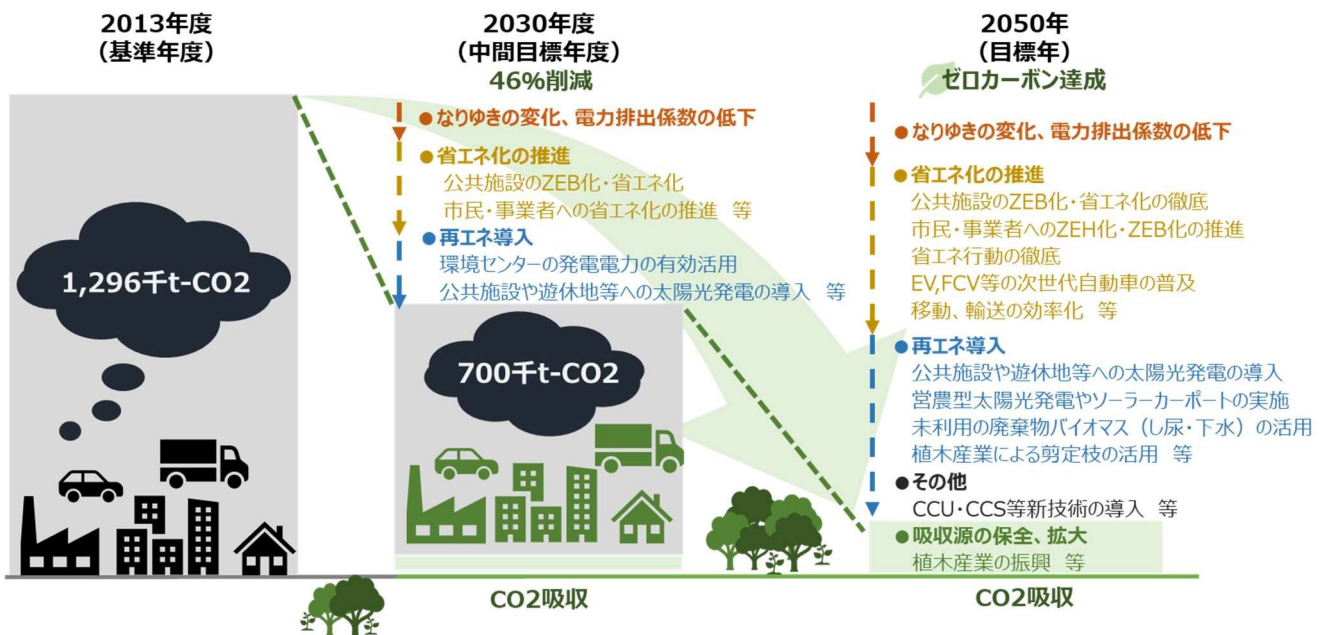 2013年度
（基準年度）
1,296千t-CO2
2030年度
（中間目標年度）
46%削減
●なりゆきの変化、電力排出係数の低下
●省エネ化の推進
公共施設のZEB化・省エネ化
市民・事業者への省エネ化の推進 等
●再エネ導入
環境センターの発電電力の有効活用
公共施設や遊休地等への太陽光発電の導入 等
700千t-CO2
CO2吸収
2050年
（目標年）
ゼロカーボン達成
●なりゆきの変化、電力排出係数の低下
●省エネ化の推進
公共施設のZEB化・省エネ化の徹底
市民・事業者へのZEH化・ZEB化の推進
省エネ行動の徹底
EV,FCV等の次世代自動車の普及
移動、輸送の効率化 等
●再エネ導入
公共施設や遊休地等への太陽光発電の導入
営農型太陽光発電やソーラーカーポートの実施
未利用の廃棄物バイオマス（し尿・下水）の活用
植木産業による剪定枝の活用 等
●その他
CCU・CCS等新技術の導入 等
●吸収源の保全、拡大
植木産業の振興 等
CO2吸収